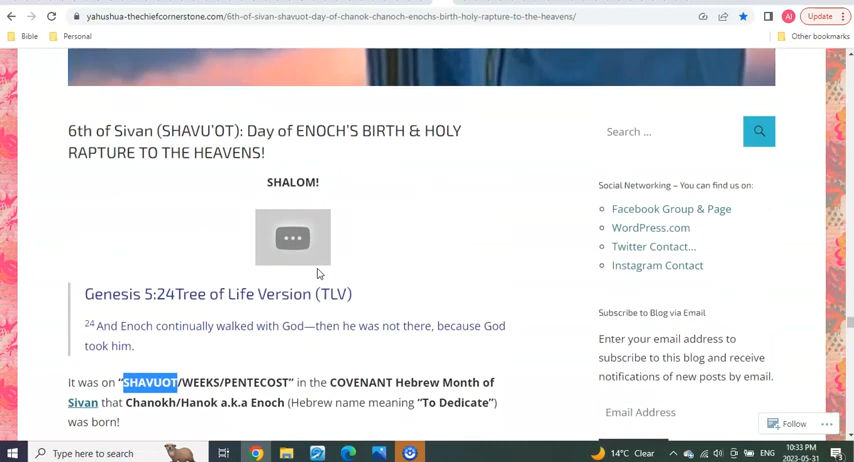 yahushua-thechiefcornerstone.com/6th-of-sivan-shavuot-day-of-chanok-chanoch-enochs-birth-holy-rapture-to-the-heavens/
AI
Update
Bible
Personal
Other bookmarks
6th of Sivan (SHAVU'OT): Day of ENOCH'S BIRTH & HOLY
RAPTURE TO THE HEAVENS!
SHALOM!
Genesis 5:24Tree of Life Version (TLV)
24 And Enoch continually walked with God—then he was not there, because God
took him.
It was on "SHAVUOT/WEEKS/PENTECOST" in the COVENANT Hebrew Month of
Sivan that Chanokh/Hanok a.k.a Enoch (Hebrew name meaning "To Dedicate")
was born!
Search ...
Social Networking – You can find us on:
Facebook Group & Page
WordPress.com
Twitter Contact...
Instagram Contact
Subscribe to Blog via Email
Enter your email address to
subscribe to this blog and receive
notifications of new posts by email.
Email Address
Follow
Type here to search
14°C Clear
ENG
10:33 PM
2023-05-31
3